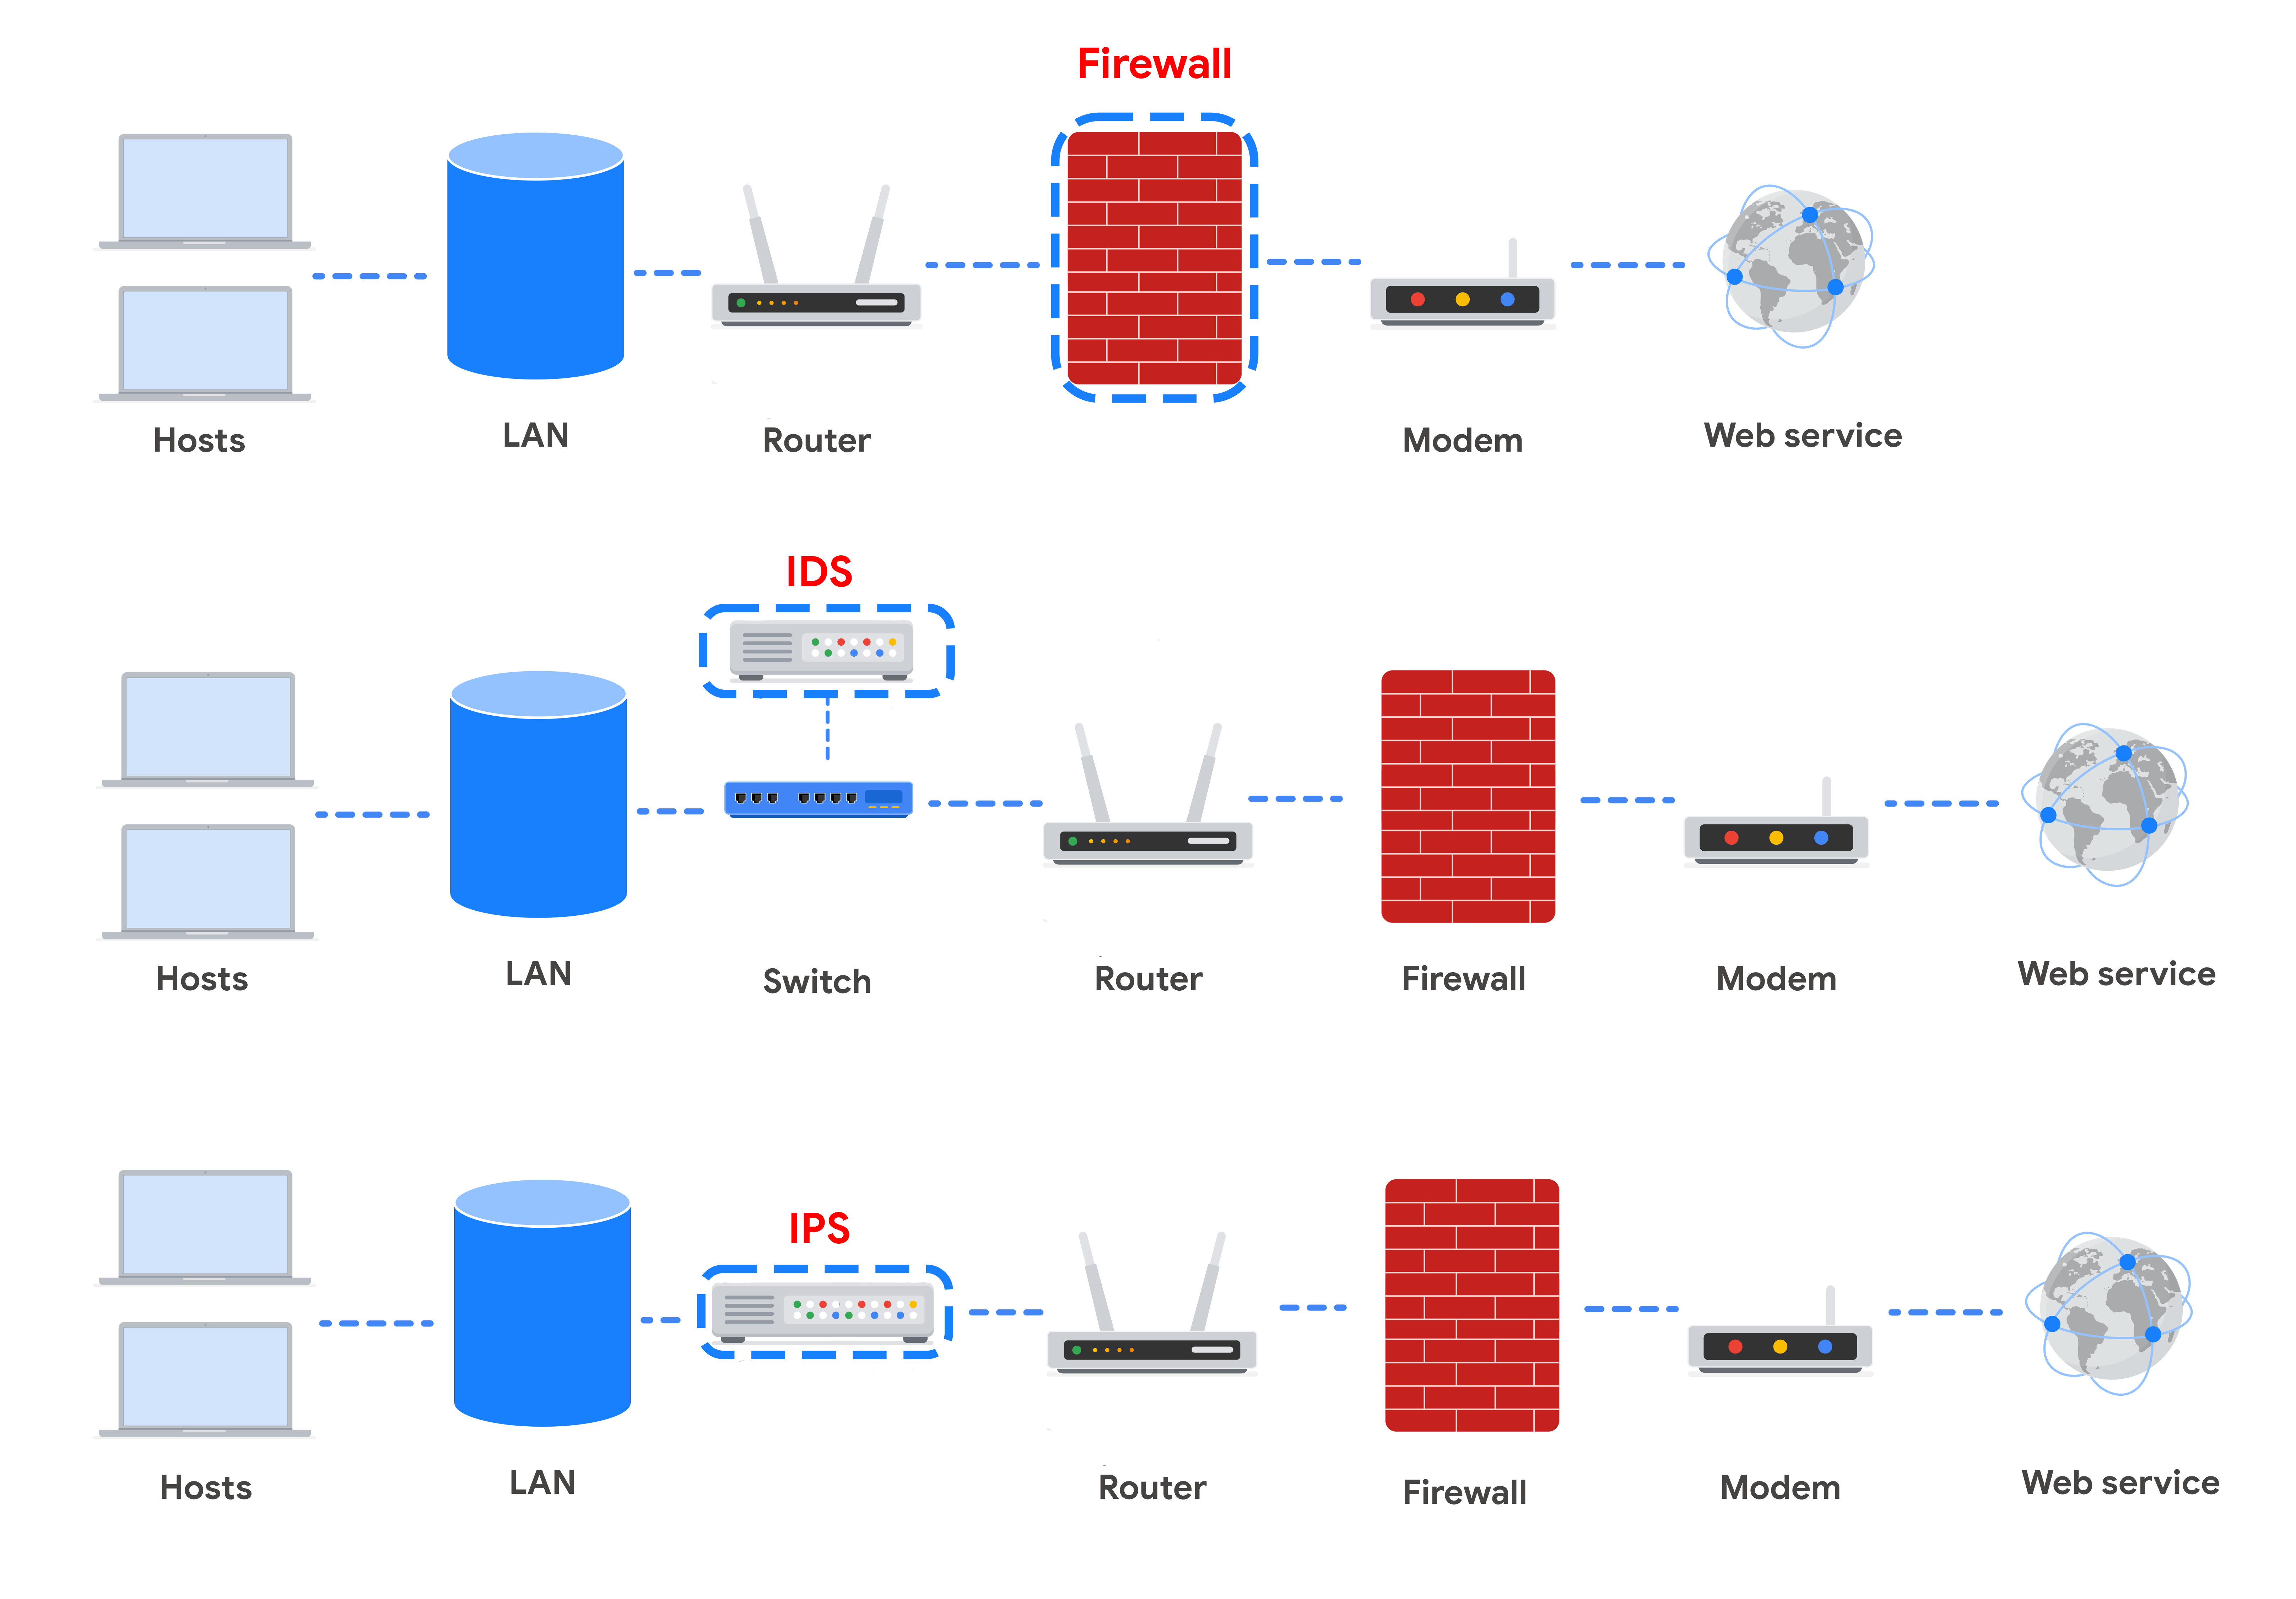 Firewall
Hosts
LAN
Router
Modem
Web service
IDS
Hosts
LAN
Switch
Router
Firewall
Modem
Web service
IPS
Hosts
LAN
Router
Firewall
Modem
Web service